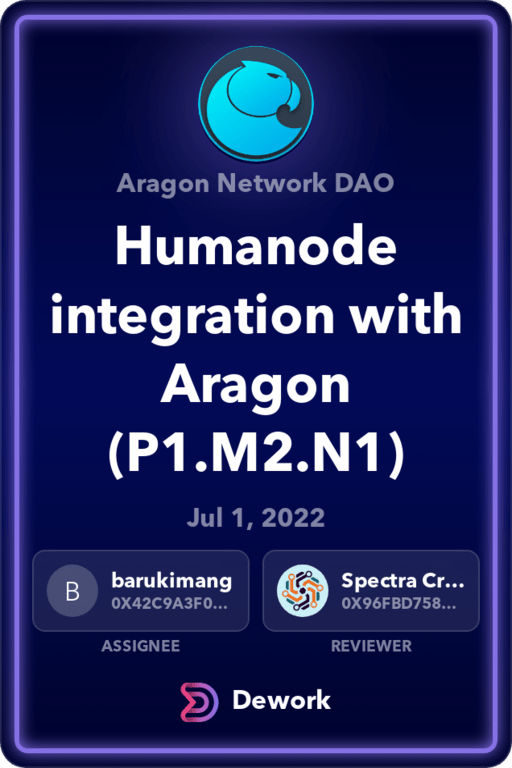 Aragon Network DAO
Humanode
integration with
Aragon
(P1.M2.N1)
Jul 1, 2022
B
barukimang
0X42C9A3F0...
Spectra Cr...
0X96FBD758...
ASSIGNEE
REVIEWER
Dework